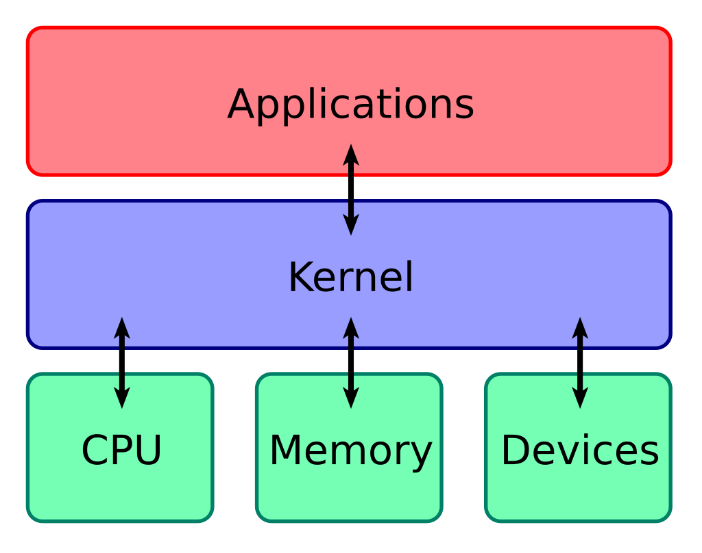 Applications
Kernel
CPU
Memory
Devices